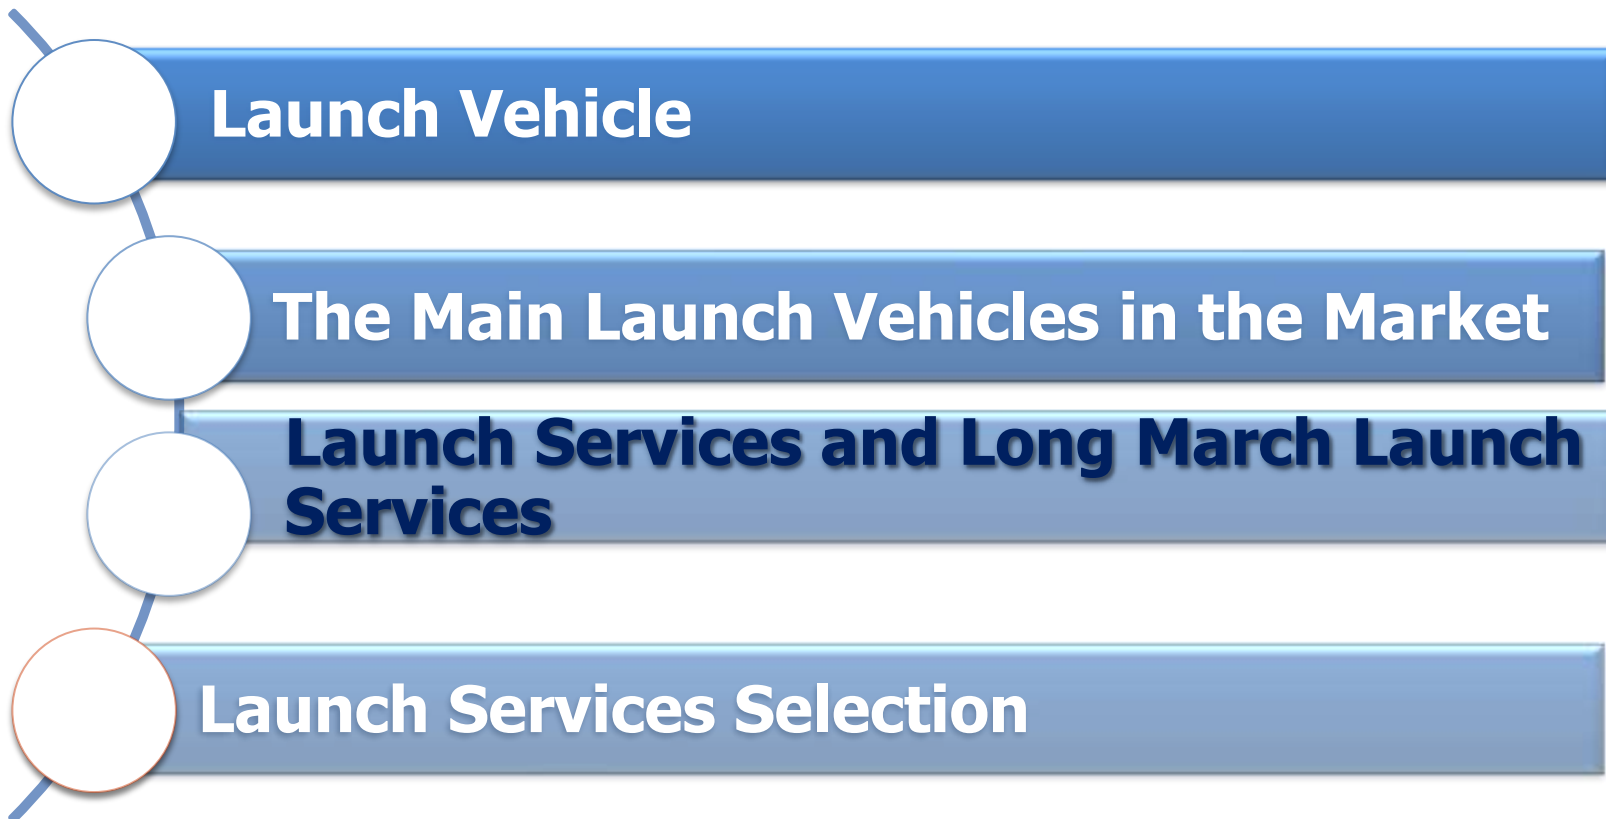 Launch Vehicle
The Main Launch Vehicles in the Market
Launch Services and Long March Launch
Services
Launch Services Selection